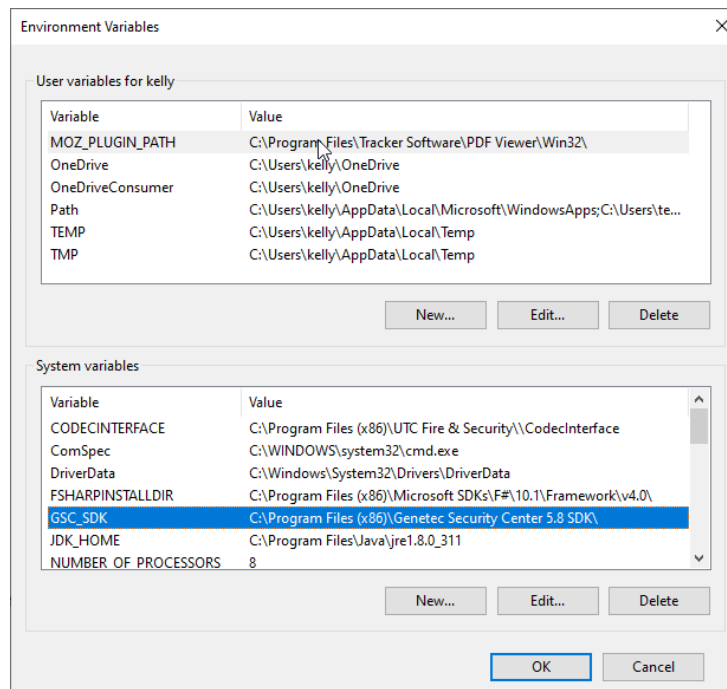 Environment Variables
User variables for kelly
Variable Value
MOZ_PLUGIN_PATH C:\Program Files\Tracker Software\PDF Viewer\Win32\
OneDrive C:\Users\kelly\OneDrive
OneDriveConsumer C:\Users\kelly\OneDrive
Path C:\Users\kelly\AppData\Local\Microsoft\WindowsApps;C:\Users\te...
TEMP C:\Users\kelly\AppData\Local\Temp
TMP C:\Users\kelly\AppData\Local\Temp
New... Edit... Delete
System variables
Variable Value
CODECINTERFACE C:\Program Files (x86)\UTC Fire & Security\\CodecInterface
ComSpec C:\WINDOWS\system32\cmd.exe
DriverData C:\Windows\System32\Drivers\DriverData
FSHARPINSTALLDIR C:\Program Files (x86)\Microsoft SDKs\F#\10.1\Framework\v4.0\
GSC_SDK C:\Program Files (x86)\Genetec Security Center 5.8 SDK\
JDK_HOME C:\Program Files\Java\jre1.8.0_311
NUMBER_OF_PROCESSORS 8
New... Edit... Delete
OK Cancel